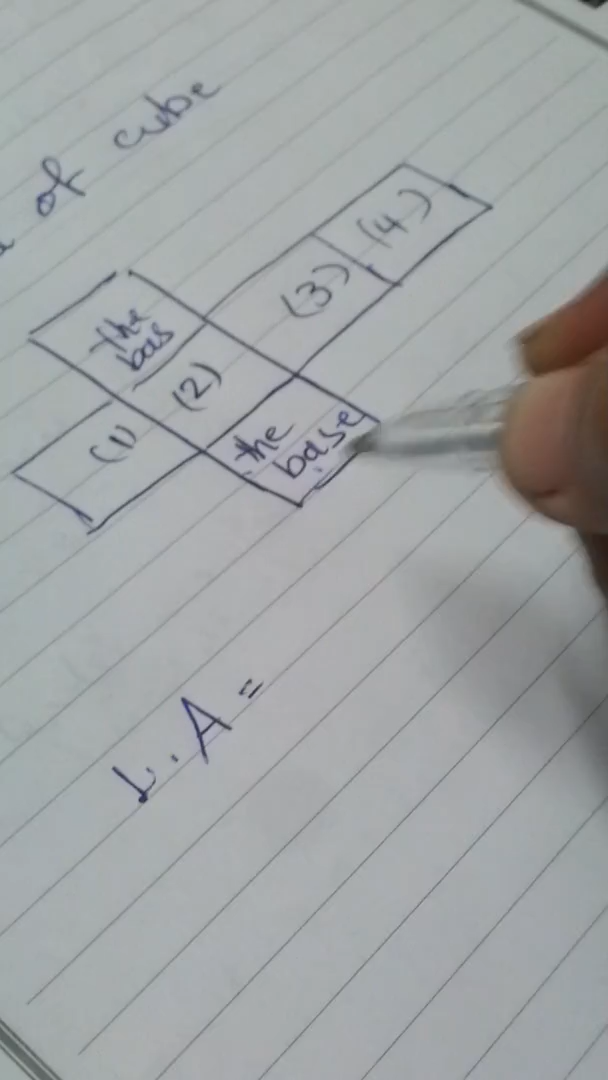 of cube
the
bas
(1)
(2)
(3)
(4)
the
base
L.A =